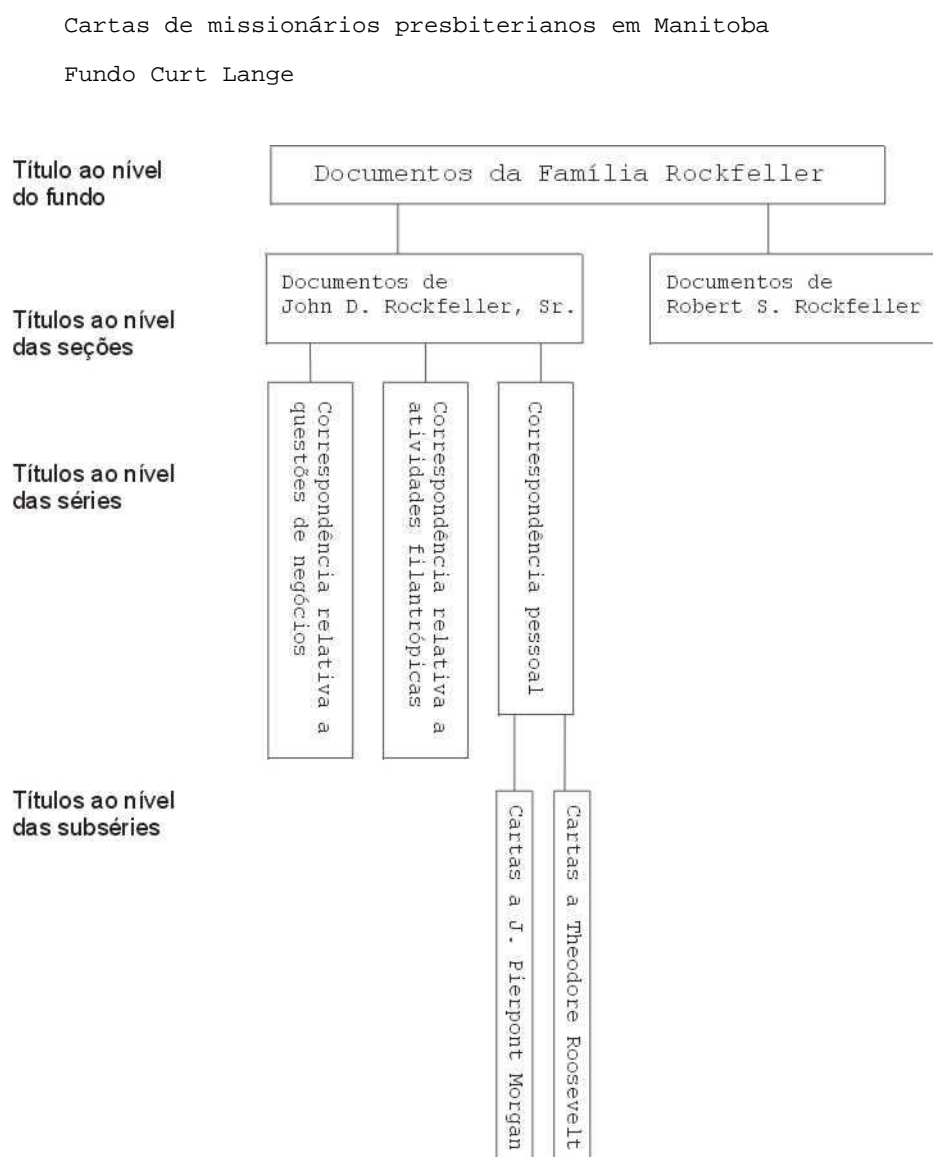 Cartas de missionários presbiterianos em Manitoba
Fundo Curt Lange
Título ao nível
do fundo
Documentos da Família Rockfeller
Títulos ao nível
das seções
Documentos de
John D. Rockfeller, Sr.
Documentos de
Robert S. Rockfeller
Títulos ao nível
das séries
Correspondência relativa a
questões de negócios
Correspondência relativa a
atividades filantrópicas
Correspondência pessoal
Títulos ao nível
das subséries
Cartas a J. Pierpont Morgan
Cartas a Theodore Roosevelt